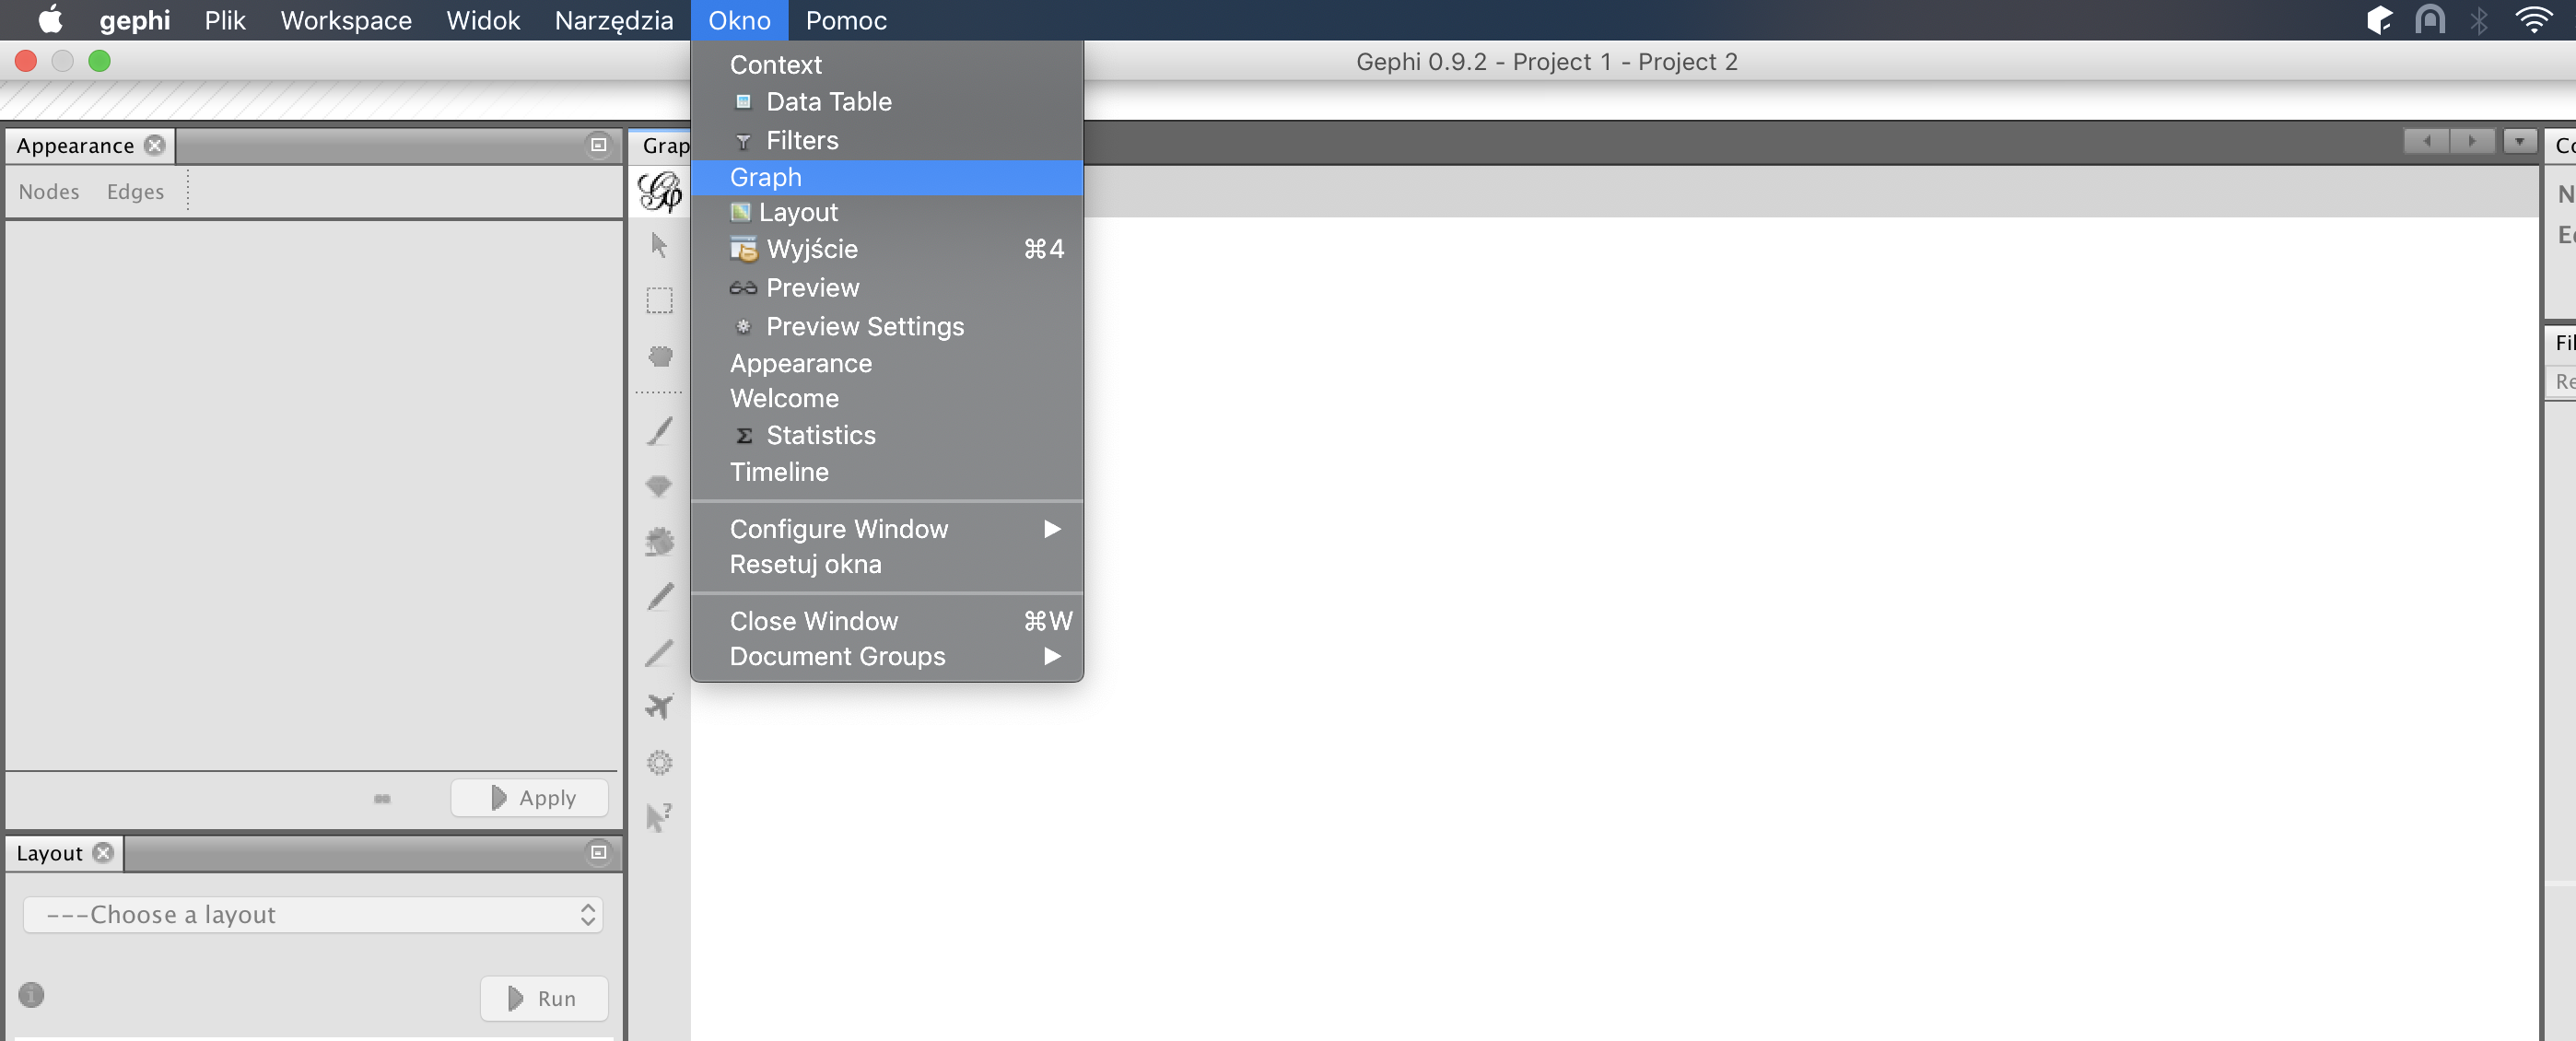 gephi Plik Workspace Widok Narzędzia Okno Pomoc
Gephi 0.9.2 - Project 1 - Project 2
Context
Data Table
Filters
Graph
Layout
Wyjście ⌘4
Preview
Preview Settings
Appearance
Welcome
Statistics
Timeline
Configure Window
Resetuj okna
Close Window ⌘W
Document Groups
Appearance
Nodes Edges
Apply
Layout
---Choose a layout
Run
Grap
Co
N
Ed
Fil
Re